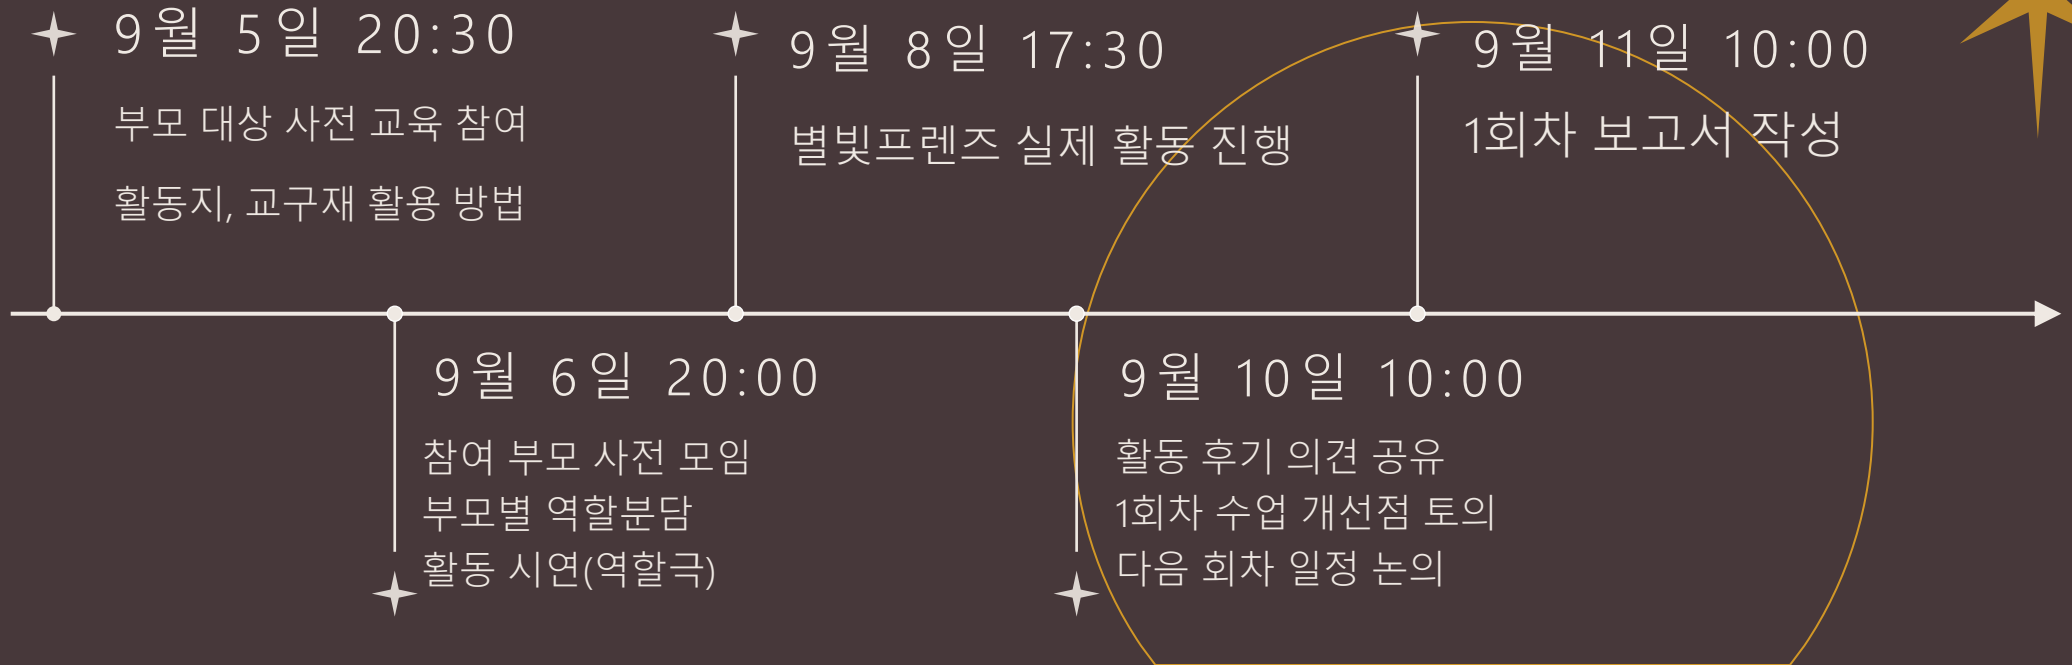 9월 5일 20:30
부모 대상 사전 교육 참여
활동지, 교구재 활용 방법
9월 6일 20:00
참여 부모 사전 모임
부모별 역할분담
활동 시연(역할극)
9월 8일 17:30
별빛프렌즈 실제 활동 진행
9월 10일 10:00
활동 후기 의견 공유
1회차 수업 개선점 토의
다음 회차 일정 논의
9월 11일 10:00
1회차 보고서 작성